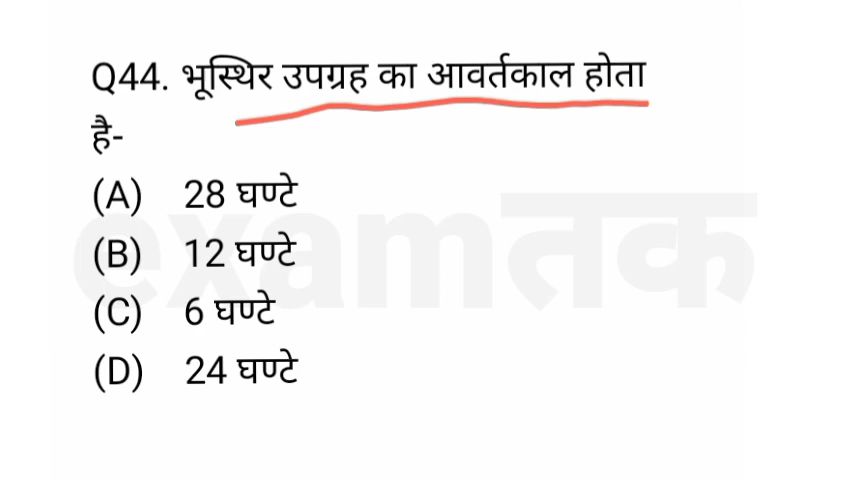 Q44. भूस्थिर उपग्रह का आवर्तकाल होता
है-
(A) 28 घण्टे
(B) 12 घण्टे
(C) 6 घण्टे
(D) 24 घण्टे
examतक